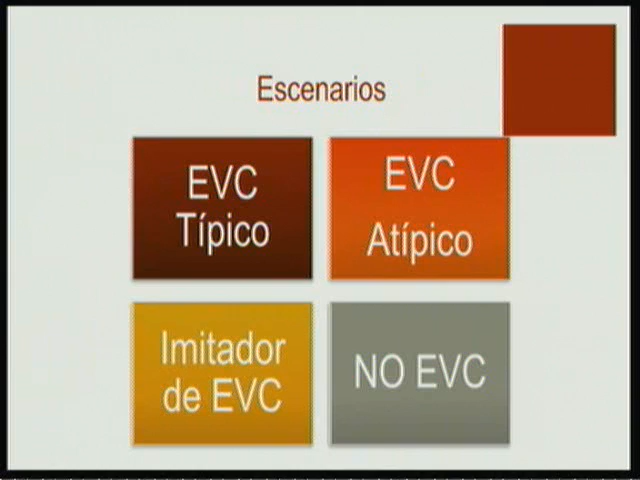 Escenarios
EVC
Típico
EVC
Atípico
Imitador
de EVC
NO EVC